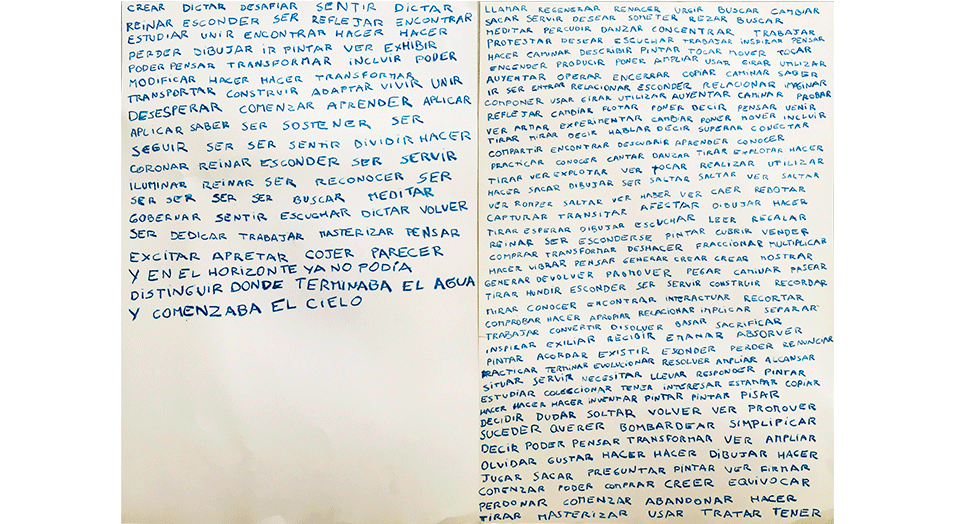 CREAR DICTAR DESAFIAR SENTIR DICTAR
REINAR ESCONDER SER REFLEJAR ENCONTRAR
ESTUDIAR UNIR ENCONTRAR HACER HACER
PERDER DIBUJAR IR PINTAR VER EXHIBIR
PODER PENSAR TRANSFORMAR INCLUIR PODER
MODIFICAR HACER HACER TRANSFORMAR
TRANSPORTAR CONSTRUIR ADAPTAR VIVIR UNIR
DESESPERAR COMENZAR APRENDER APLICAR
APLICAR SABER SER SOSTENER SER
SEGUIR SER SER SENTIR DIVIDIR HACER
CORONAR REINAR ESCONDER SER SERVIR
ILUMINAR REINAR SER RECONOCER SER
SER SER SER SER BUSCAR MEDITAR
GOBERNAR SENTIR ESCUCHAR DICTAR VOLVER
SER DEDICAR TRABAJAR MASTERIZAR PENSAR
EXCITAR APRETAR COJER PARECER
Y EN EL HORIZONTE YA NO PODÍA
DISTINGUIR DONDE TERMINABA EL AGUA
Y COMENZABA EL CIELO
LLAMAR REGENERAR RENACER URGIR BUSCAR CAMBIAR
SACAR SERVIR DESEAR SOMETER REZAR BUSCAR
MEDITAR PERCUDIR DANZAR CONCENTRAR TRABAJAR
PROTESTAR DESEAR ESCUCHAR TRABAJAR INSPIRAR PENSAR
HACER CAMINAR DESCRIBIR PINTAR TOCAR MOVER TOCAR
ENCENDER PRODUCIR PONER AMPLIAR USAR GIRAR UTILIZAR
AUYENTAR OPERAR ENCERRAR COPIAR CAMINAR SABER
IR SER ENTRAR RELACIONAR ESCONDER RELACIONAR IMAGINAR
COMPONER USAR GIRAR UTILIZAR AUYENTAR CAMINAR PROBAR
REFLEJAR CAMBIAR FLOTAR PONER DECIR PENSAR VENIR
VER ARMAR EXPERIMENTAR CAMBIAR PONER MOVER INCLUIR
TIRAR MIRAR DECIR HABLAR DECIR SUPERAR CONECTAR
COMPARTIR ENCONTRAR DESCUBRIR APRENDER CONOCER
PRACTICAR CONOCER CANTAR DANZAR TIRAR EXPLOTAR HACER
TIRAR VER EXPLOTAR VER TOCAR REALIZAR UTILIZAR
HACER SACAR DIBUJAR SER SALTAR SALTAR VER SALTAR
VER ROMPER SALTAR VER HABER VER CAER REBOTAR
CAPTURAR TRANSITAR AFECTAR DIBUJAR HACER
TIRAR ESPERAR DIBUJAR ESCUCHAR LEER REGALAR
REINAR SER ESCONDERSE PINTAR CUBRIR VENDER
COMPRAR TRANSFORMAR DESHACER FRACCIONAR MULTIPLICAR
HACER VIBRAR PENSAR GENERAR CREAR CREAR MOSTRAR
GENERAR DEVOLVER PROMOVER PEGAR CAMINAR PASEAR
TIRAR HUNDIR ESCONDER SER SERVIR CONSTRUIR RECORDAR
MIRAR CONOCER ENCONTRAR INTERACTUAR RECORTAR
COMPROBAR HACER APROPIAR RELACIONAR IMPLICAR SEPARAR
TRABAJAR CONVERTIR DISOLVER BASAR SACRIFICAR
INSPIRAR EXILIAR RECIBIR EMANAR ABSORVER
PINTAR ACORDAR EXISTIR ESCONDER PERDER RENUNCIAR
PRACTICAR TERMINAR EVOLUCIONAR RESOLVER AMPLIAR ALCANSAR
SITUAR SERVIR NECESITAR LLEVAR RESPONDER PINTAR
ESTUDIAR COLECCIONAR TENER INTERESAR ESTAMPAR COPIAR
HACER HACER HACER INVENTAR PINTAR PINTAR PISAR
DECIDIR DUDAR SOLTAR VOLVER VER PROMOVER
SUCEDER QUERER BOMBARDEAR SIMPLIFICAR
DECIR PODER PENSAR TRANSFORMAR VER AMPLIAR
OLVIDAR GUSTAR HACER HACER DIBUJAR HACER
JUGAR SACAR PREGUNTAR PINTAR VER FIRMAR
COMENZAR PODER COMPRAR CREER EQUIVOCAR
PERDONAR COMENZAR ABANDONAR HACER
TIRAR MASTERIZAR USAR TRATAR TENER